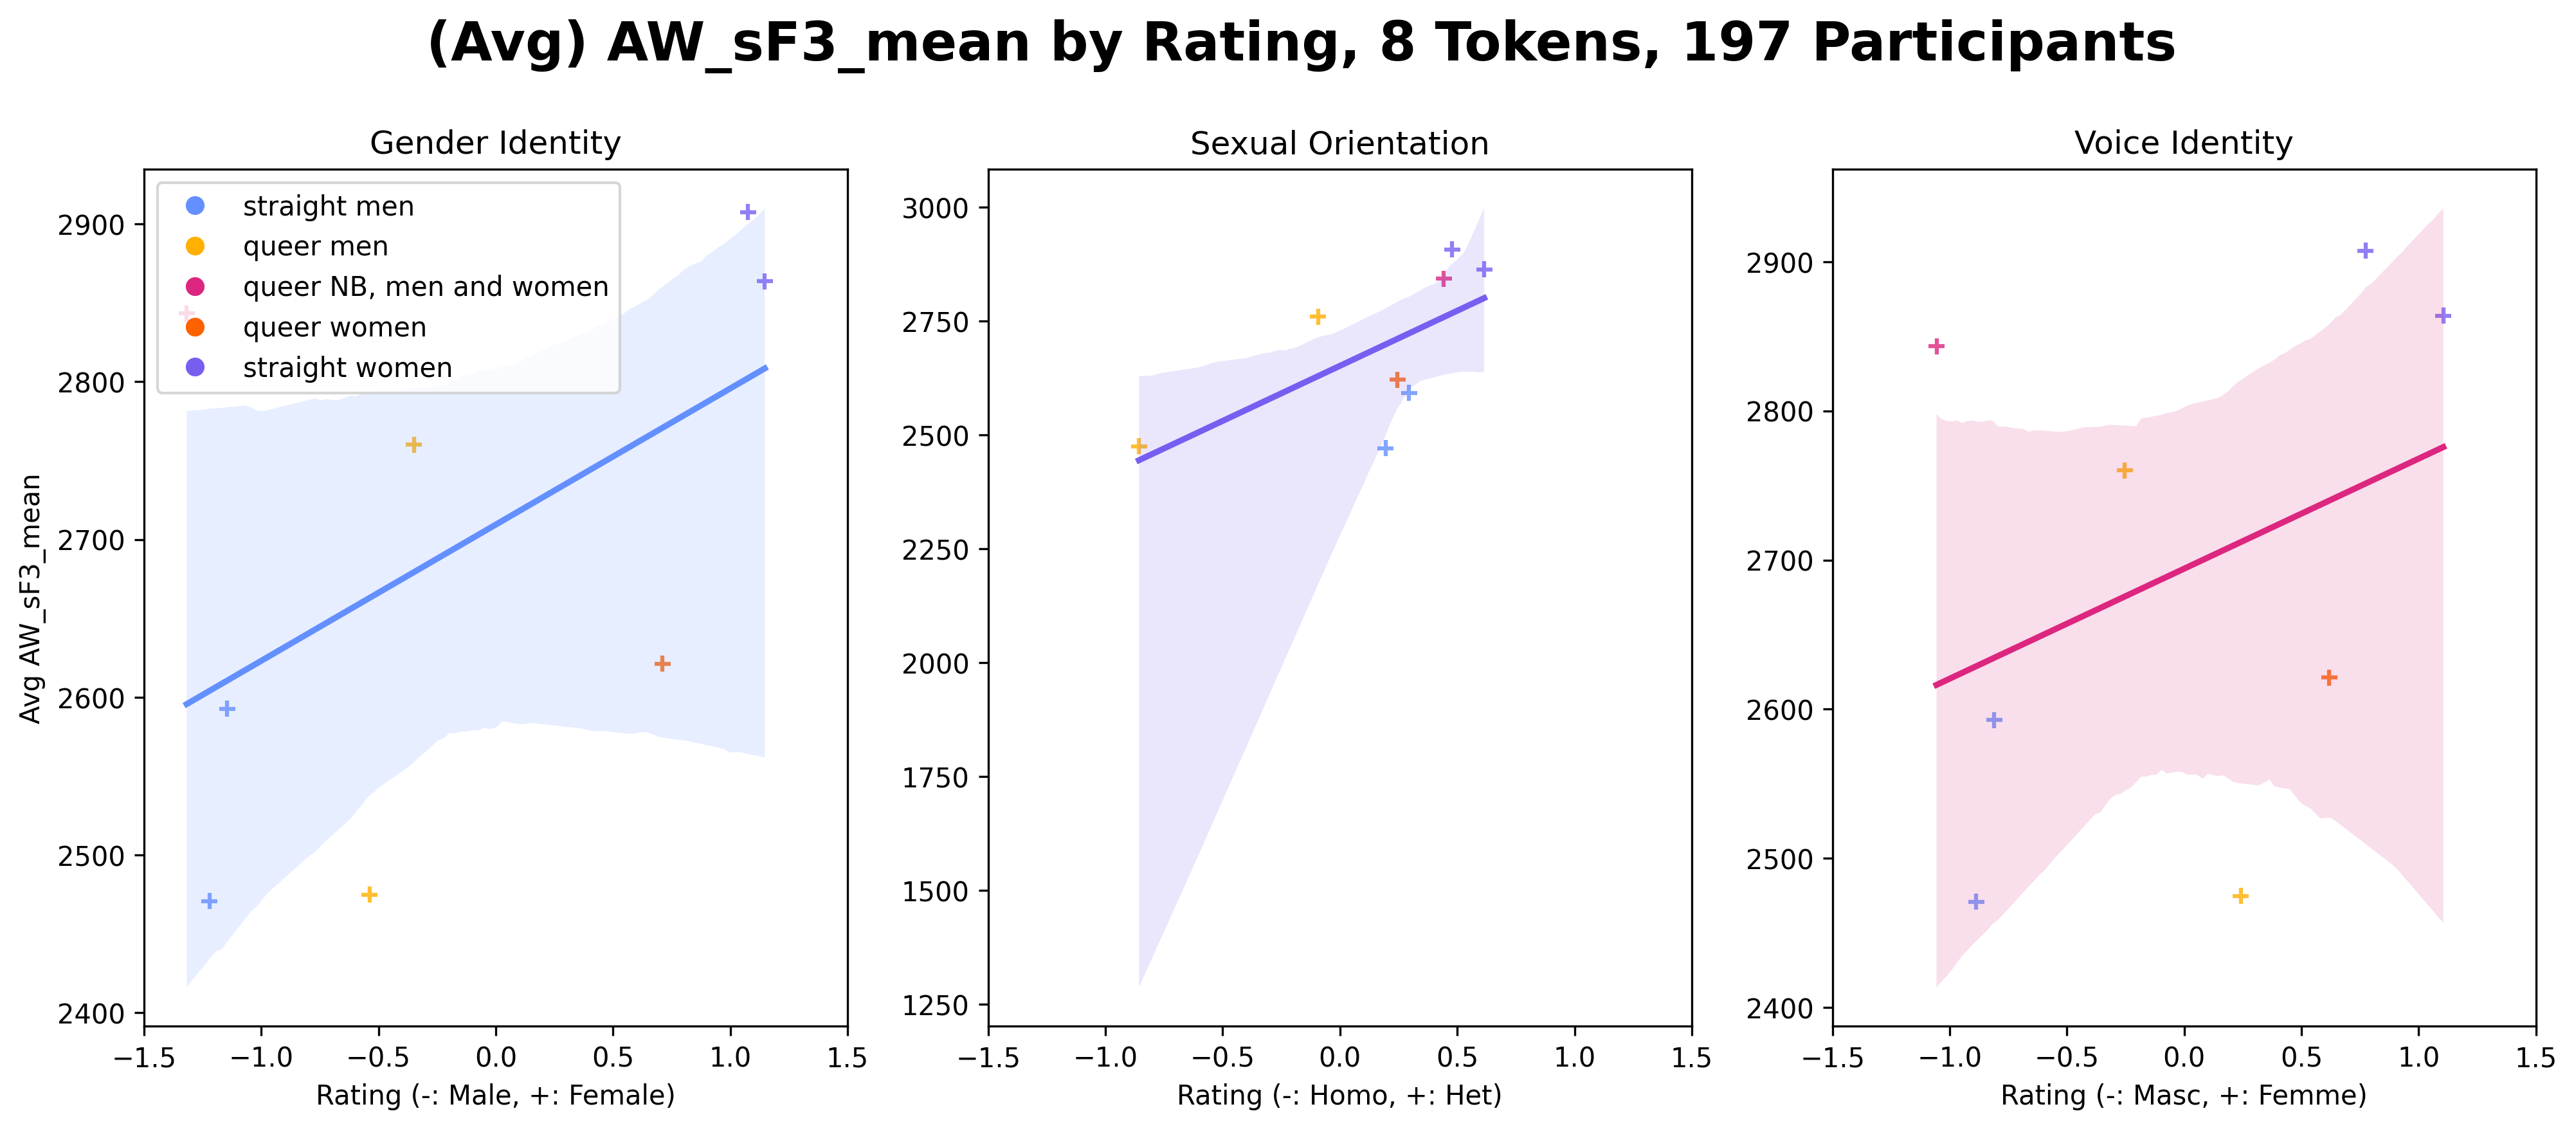 (Avg) AW_sF3_mean by Rating, 8 Tokens, 197 Participants
Gender Identity
straight men
queer men
queer NB, men and women
queer women
straight women
2900
2800
2700
2600
2500
2400
Avg AW_sF3_mean
−1.5 −1.0 −0.5 0.0 0.5 1.0 1.5
Rating (-: Male, +: Female)
Sexual Orientation
3000
2750
2500
2250
2000
1750
1500
1250
−1.5 −1.0 −0.5 0.0 0.5 1.0 1.5
Rating (-: Homo, +: Het)
Voice Identity
2900
2800
2700
2600
2500
2400
−1.5 −1.0 −0.5 0.0 0.5 1.0 1.5
Rating (-: Masc, +: Femme)